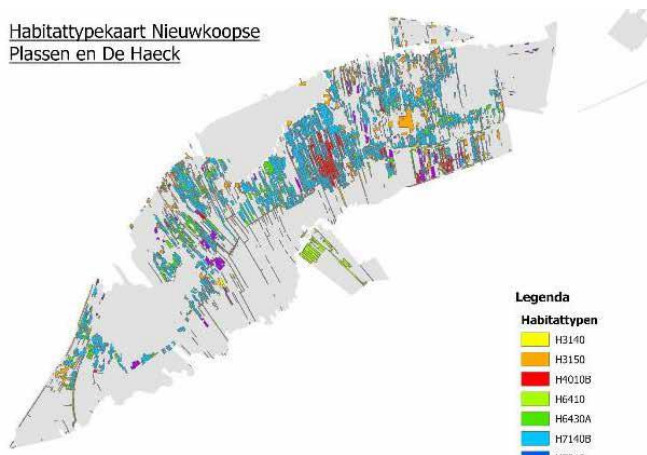 Habitattypekaart Nieuwkoopse
Plassen en De Haeck
Legenda
Habitattypen
H3140
H3150
H4010B
H6410
H6430A
H7140B